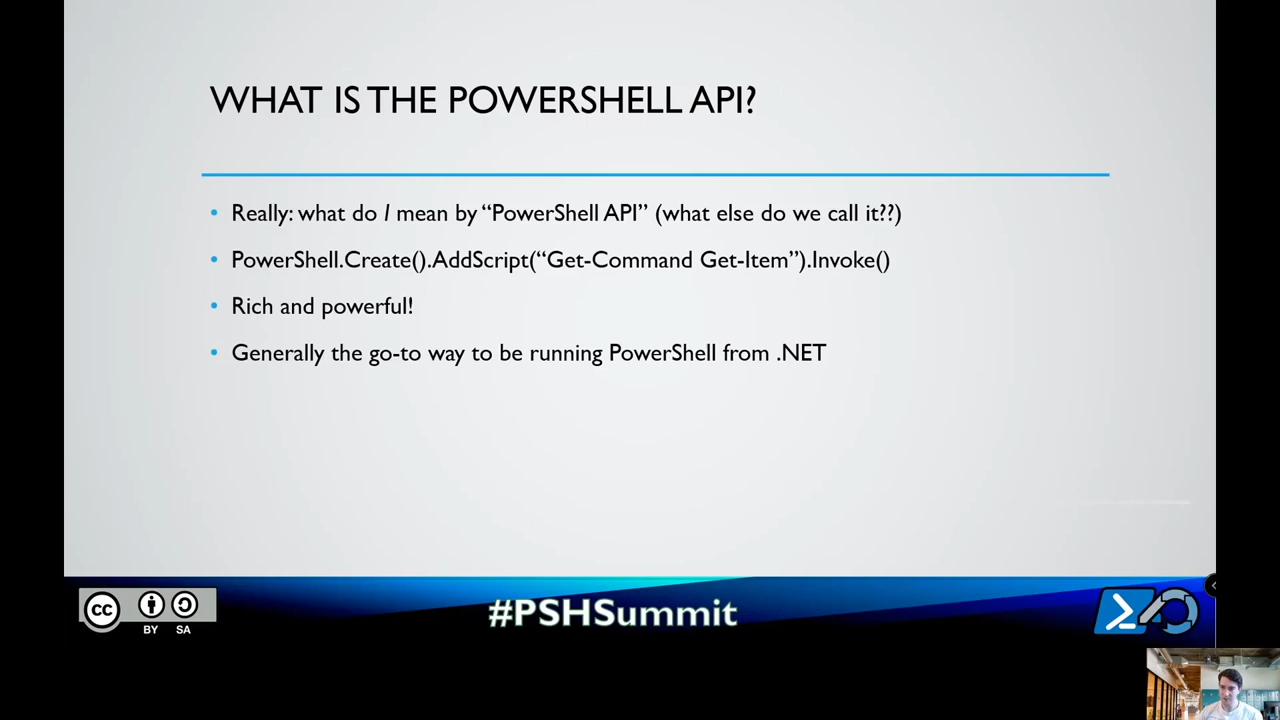 WHAT IS THE POWERSHELL API?
• Really: what do I mean by “PowerShell API” (what else do we call it??)
• PowerShell.Create().AddScript(“Get-Command Get-Item”).Invoke()
• Rich and powerful!
• Generally the go-to way to be running PowerShell from .NET
cc
BY SA
#PSHSummit